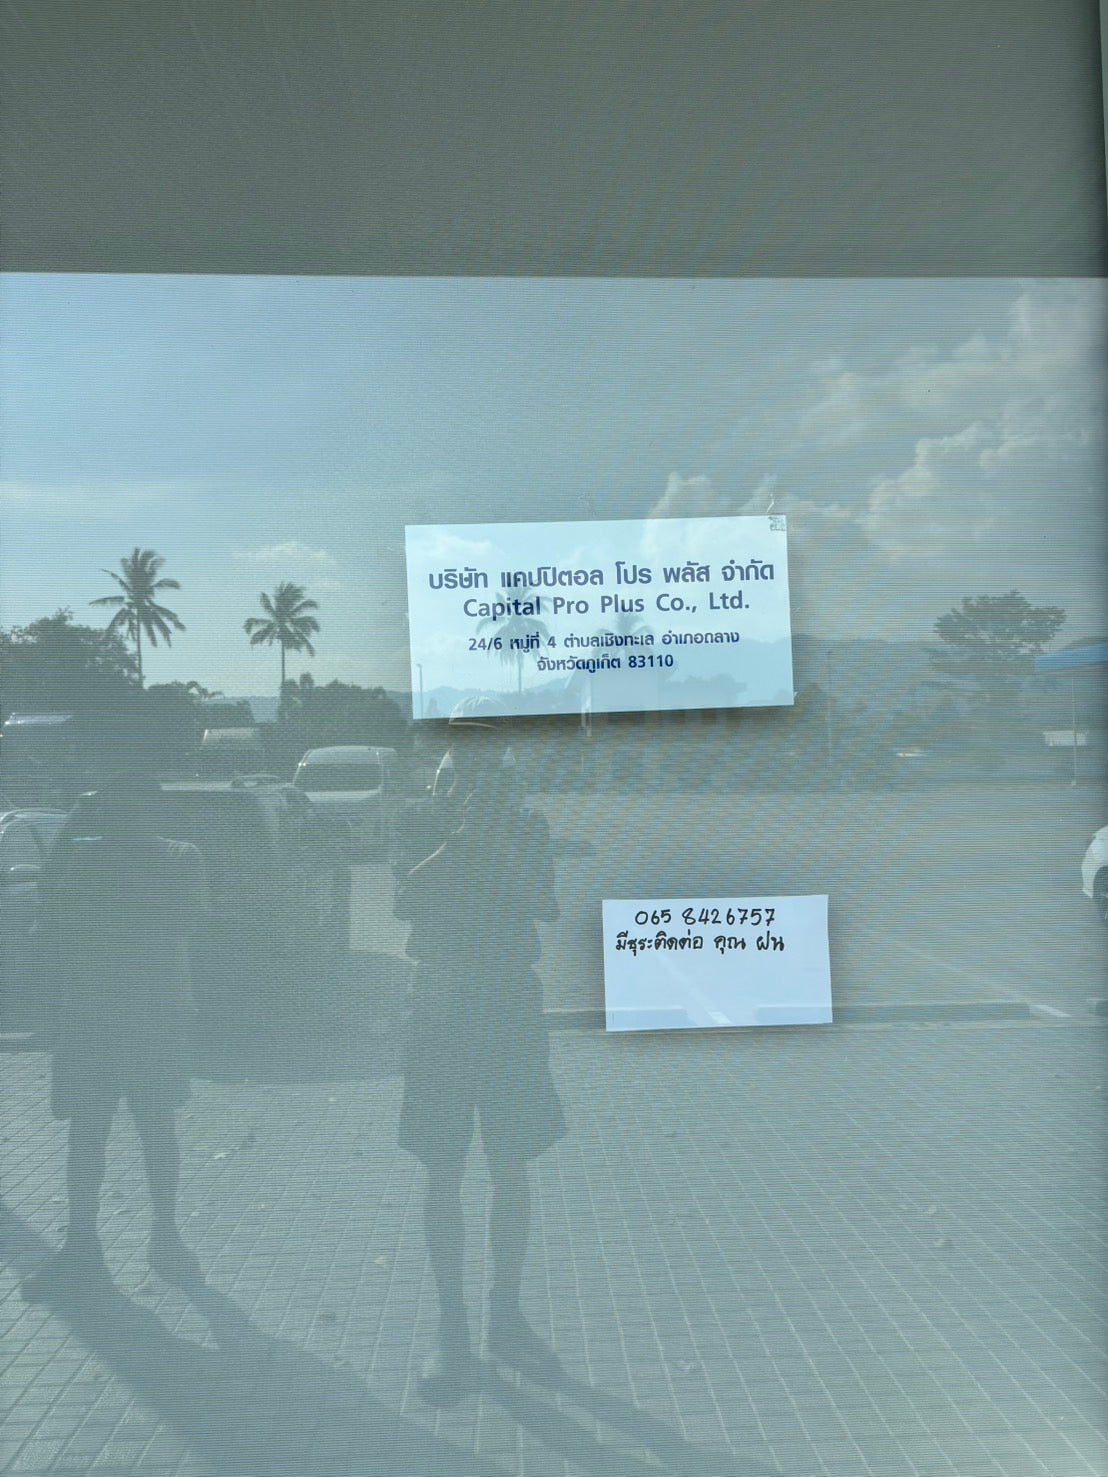 บริษัท แคปปิตอล โปร พลัส จำกัด
Capital Pro Plus Co., Ltd.
24/6 หมู่ที่ 4 ตำบลเชิงทะเล อำเภอถลาง
จังหวัดภูเก็ต 83110
065 8426757
มีธุระติดต่อ คุณ ฝน